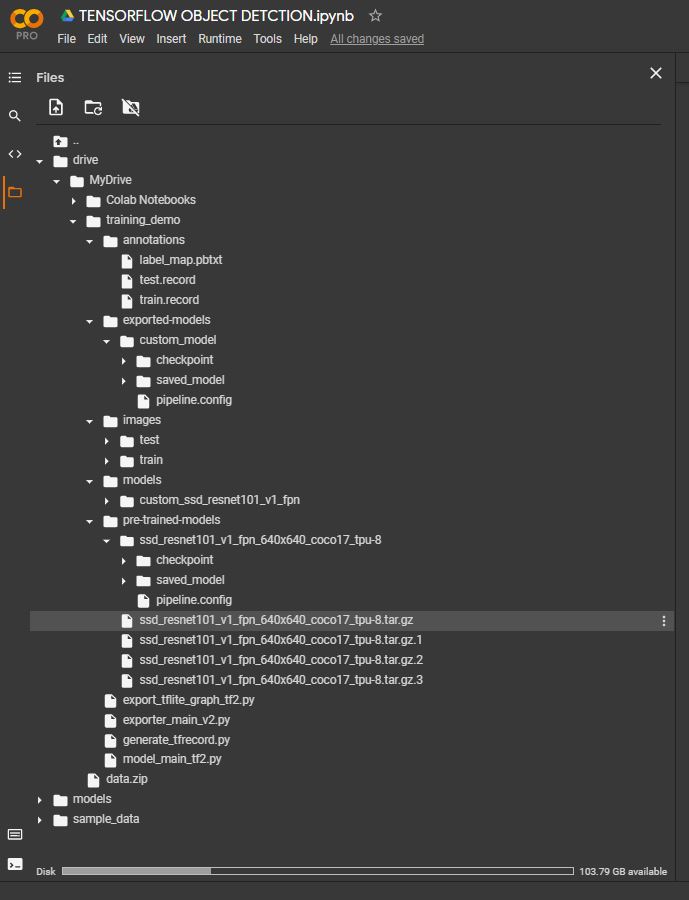 CO
TENSORFLOW OBJECT DETCTION.ipynb
PRO
File Edit View Insert Runtime Tools Help All changes saved
Files
..
drive
MyDrive
Colab Notebooks
training_demo
annotations
label_map.pbtxt
test.record
train.record
exported-models
custom_model
checkpoint
saved_model
pipeline.config
images
test
train
models
custom_ssd_resnet101_v1_fpn
pre-trained-models
ssd_resnet101_v1_fpn_640x640_coco17_tpu-8
checkpoint
saved_model
pipeline.config
ssd_resnet101_v1_fpn_640x640_coco17_tpu-8.tar.gz
ssd_resnet101_v1_fpn_640x640_coco17_tpu-8.tar.gz.1
ssd_resnet101_v1_fpn_640x640_coco17_tpu-8.tar.gz.2
ssd_resnet101_v1_fpn_640x640_coco17_tpu-8.tar.gz.3
export_tflite_graph_tf2.py
exporter_main_v2.py
generate_tfrecord.py
model_main_tf2.py
data.zip
models
sample_data
Disk 103.79 GB available